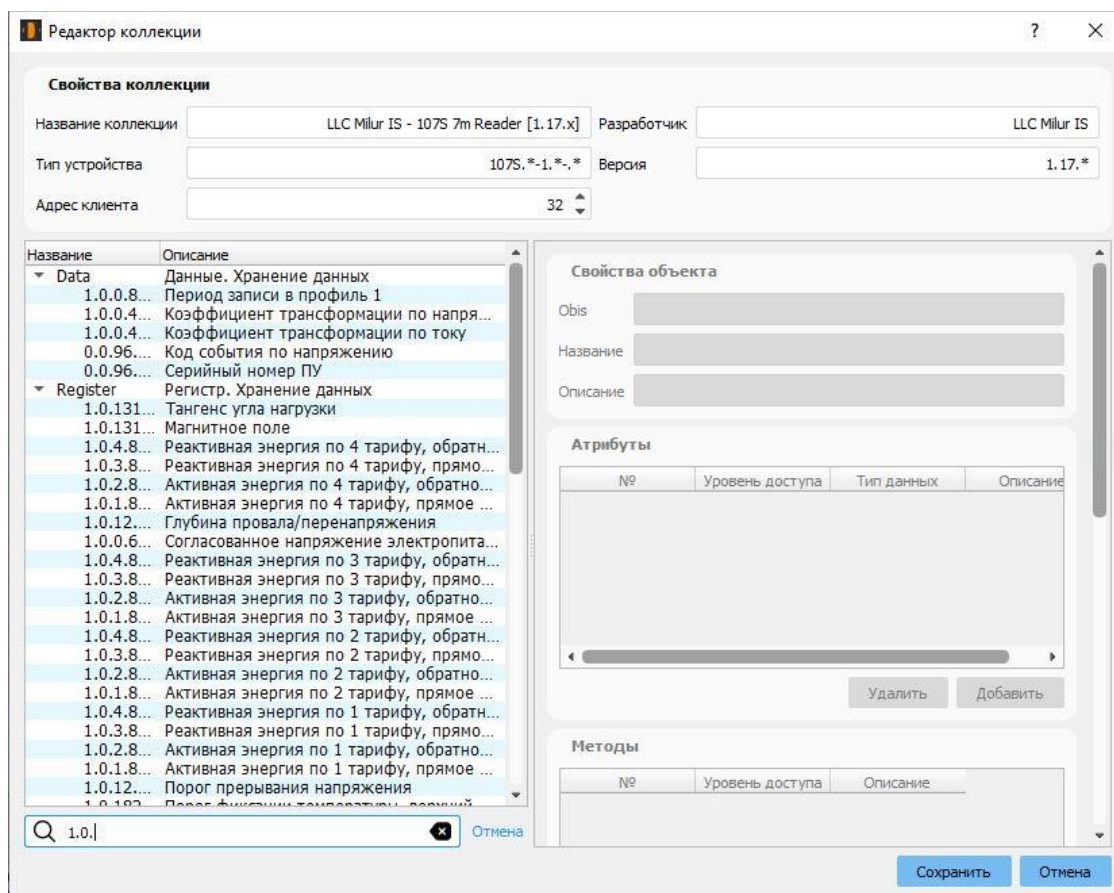 Редактор коллекции ?
Свойства коллекции
Название коллекции LLC Milur IS - 107S 7m Reader [1.17.x] Разработчик LLC Milur IS
Тип устройства 107S.*-1.*-.* Версия 1.17.*
Адрес клиента 32
Название Описание
Data Данные. Хранение данных
1.0.0.8... Период записи в профиль 1
1.0.0.4... Коэффициент трансформации по напря...
1.0.0.4... Коэффициент трансформации по току
0.0.96.... Код события по напряжению
0.0.96.... Серийный номер ПУ
Register Регистр. Хранение данных
1.0.131... Тангенс угла нагрузки
1.0.131... Магнитное поле
1.0.4.8... Реактивная энергия по 4 тарифу, обратн...
1.0.3.8... Реактивная энергия по 4 тарифу, прямо...
1.0.2.8... Активная энергия по 4 тарифу, обратно...
1.0.1.8... Активная энергия по 4 тарифу, прямое ...
1.0.12.... Глубина провала/перенапряжения
1.0.0.6... Согласованное напряжение электропита...
1.0.4.8... Реактивная энергия по 3 тарифу, обратн...
1.0.3.8... Реактивная энергия по 3 тарифу, прямо...
1.0.2.8... Активная энергия по 3 тарифу, обратно...
1.0.1.8... Активная энергия по 3 тарифу, прямое ...
1.0.4.8... Реактивная энергия по 2 тарифу, обратн...
1.0.3.8... Реактивная энергия по 2 тарифу, прямо...
1.0.2.8... Активная энергия по 2 тарифу, обратно...
1.0.1.8... Активная энергия по 2 тарифу, прямое ...
1.0.4.8... Реактивная энергия по 1 тарифу, обратн...
1.0.3.8... Реактивная энергия по 1 тарифу, прямо...
1.0.2.8... Активная энергия по 1 тарифу, обратно...
1.0.1.8... Активная энергия по 1 тарифу, прямое ...
1.0.12.... Порог прерывания напряжения
1.0. Отмена
Свойства объекта
Obis
Название
Описание
Атрибуты
№ Уровень доступа Тип данных Описание
Удалить Добавить
Методы
№ Уровень доступа Описание
Сохранить Отмена